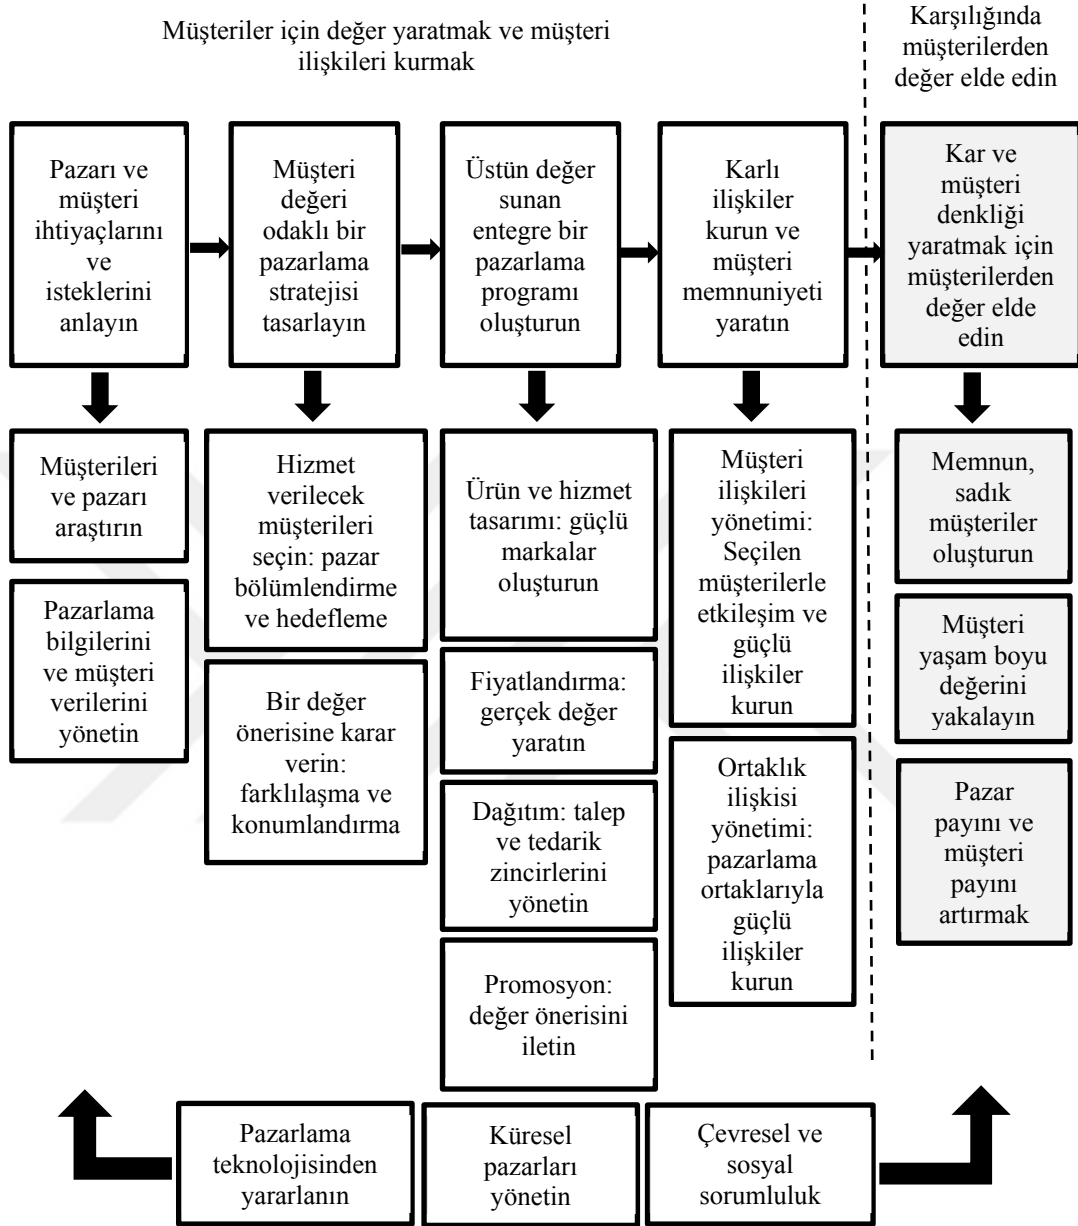 Müşteriler için değer yaratmak ve müşteri
ilişkileri kurmak
Karşılığında
müşterilerden
değer elde edin
Pazarı ve
müşteri
ihtiyaçlarını
ve
isteklerini
anlayın
Müşteri
değeri
odaklı bir
pazarlama
stratejisi
tasarlayın
Üstün değer
sunan
entegre bir
pazarlama
programı
oluşturun
Karlı
ilişkiler
kurun ve
müşteri
memnuniyeti
yaratın
Kar ve
müşteri
denkliği
yaratmak için
müşterilerden
değer elde
edin
Müşterileri
ve pazarı
araştırın
Pazarlama
bilgilerini
ve müşteri
verilerini
yönetin
Hizmet
verilecek
müşterileri
seçin: pazar
bölümlendirme
ve hedefleme
Bir değer
önerisine karar
verin:
farklılaşma ve
konumlandırma
Ürün ve hizmet
tasarımı: güçlü
markalar
oluşturun
Fiyatlandırma:
gerçek değer
yaratın
Dağıtım: talep
ve tedarik
zincirlerini
yönetin
Promosyon:
değer önerisini
iletin
Müşteri
ilişkileri
yönetimi:
Seçilen
müşterilerle
etkileşim ve
güçlü
ilişkiler
kurun
Ortaklık
ilişkisi
yönetimi:
pazarlama
ortaklarıyla
güçlü
ilişkiler
kurun
Memnun,
sadık
müşteriler
oluşturun
Müşteri
yaşam boyu
değerini
yakalayın
Pazar
payını ve
müşteri
payını
artırmak
Pazarlama
teknolojisinden
yararlanın
Küresel
pazarları
yönetin
Çevresel ve
sosyal
sorumluluk